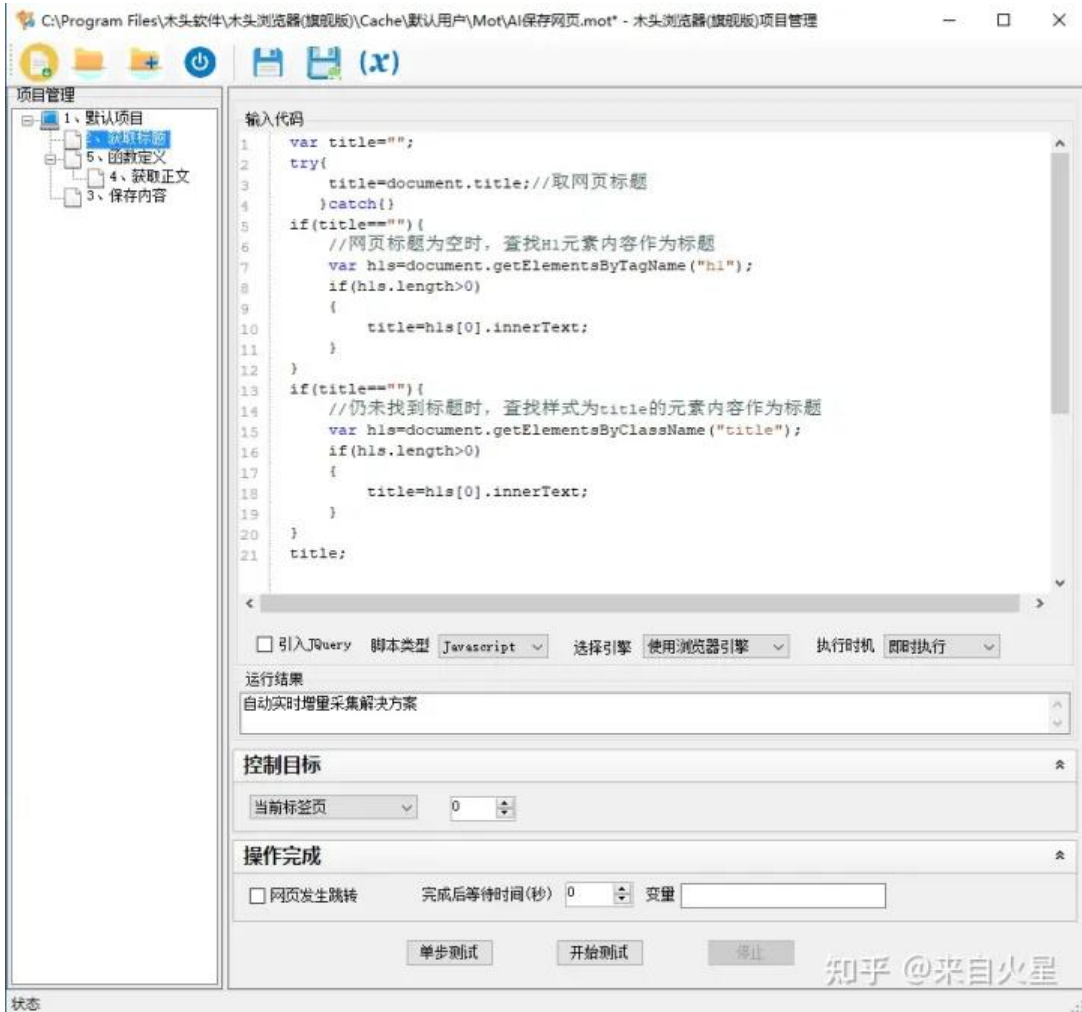 C:\Program Files\木头软件\木头浏览器(旗舰版)\Cache\默认用户\Mot\AI保存网页.mot* - 木头浏览器(旗舰版)项目管理
(x)
项目管理
1、默认项目
2、获取标题
5、函数定义
4、获取正文
3、保存内容
输入代码
1 var title="";
2 try{
3 title=document.title;//取网页标题
4 }catch{}
5 if(title==""){
6 //网页标题为空时，查找H1元素内容作为标题
7 var h1s=document.getElementsByTagName("h1");
8 if(h1s.length>0)
9 {
10 title=h1s[0].innerText;
11 }
12 }
13 if(title==""){
14 //仍未找到标题时，查找样式为title的元素内容作为标题
15 var h1s=document.getElementsByClassName("title");
16 if(h1s.length>0)
17 {
18 title=h1s[0].innerText;
19 }
20 }
21 title;
引入JQuery 脚本类型 Javascript 选择引擎 使用浏览器引擎 执行时机 即时执行
运行结果
自动实时增量采集解决方案
控制目标
当前标签页 0
操作完成
网页发生跳转 完成后等待时间(秒) 0 变量
单步测试 开始测试 停止
知乎 @来自火星
状态